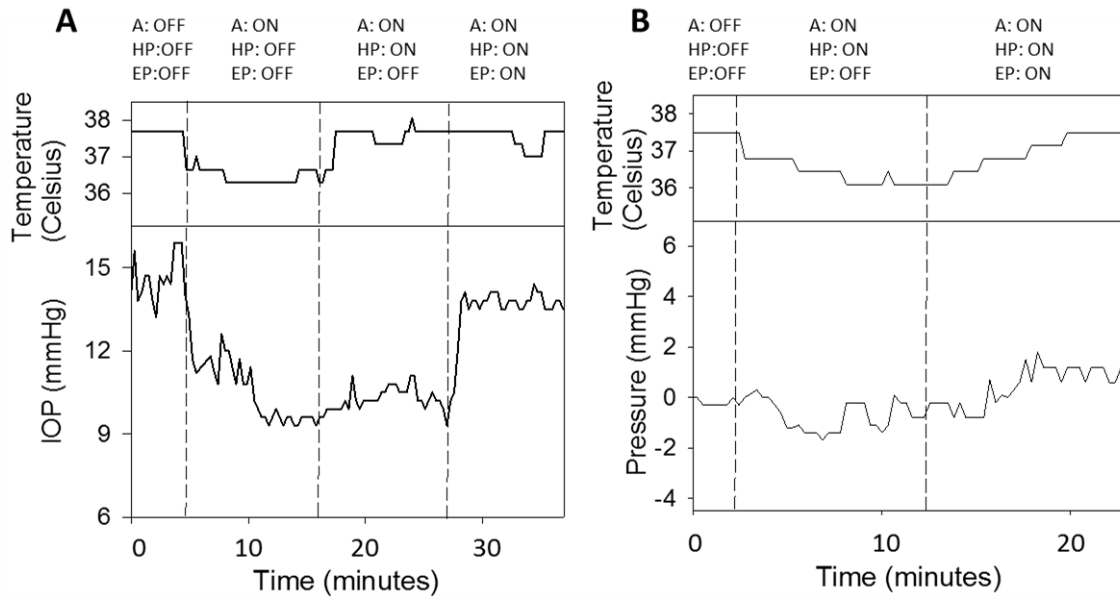 A
A: OFF
HP:OFF
EP:OFF
A: ON
HP: OFF
EP: OFF
A: ON
HP: ON
EP: OFF
A: ON
HP: ON
EP: ON
Temperature
(Celsius)
38
37
36
IOP (mmHg)
15
12
9
6
0
10
20
30
Time (minutes)
B
A: OFF
HP:OFF
EP:OFF
A: ON
HP: ON
EP: OFF
A: ON
HP: ON
EP: ON
Temperature
(Celsius)
38
37
36
Pressure (mmHg)
6
4
2
0
-2
-4
0
10
20
Time (minutes)